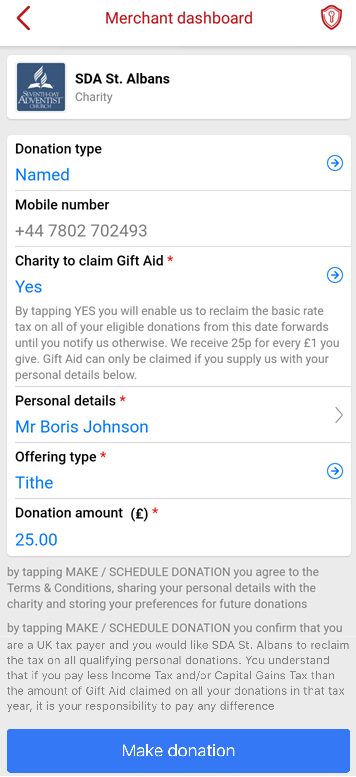 Merchant dashboard
SDA St. Albans
Charity
SEVENTH-DAY
ADVENTIST
CHURCH
Donation type
Named
Mobile number
+44 7802 702493
Charity to claim Gift Aid *
Yes
By tapping YES you will enable us to reclaim the basic rate
tax on all of your eligible donations from this date forwards
until you notify us otherwise. We receive 25p for every £1 you
give. Gift Aid can only be claimed if you supply us with your
personal details below.
Personal details *
Mr Boris Johnson
Offering type *
Tithe
Donation amount (£) *
25.00
by tapping MAKE / SCHEDULE DONATION you agree to the
Terms & Conditions, sharing your personal details with the
charity and storing your preferences for future donations
by tapping MAKE / SCHEDULE DONATION you confirm that you
are a UK tax payer and you would like SDA St. Albans to reclaim
the tax on all qualifying personal donations. You understand
that if you pay less Income Tax and/or Capital Gains Tax than
the amount of Gift Aid claimed on all your donations in that tax
year, it is your responsibility to pay any difference
Make donation